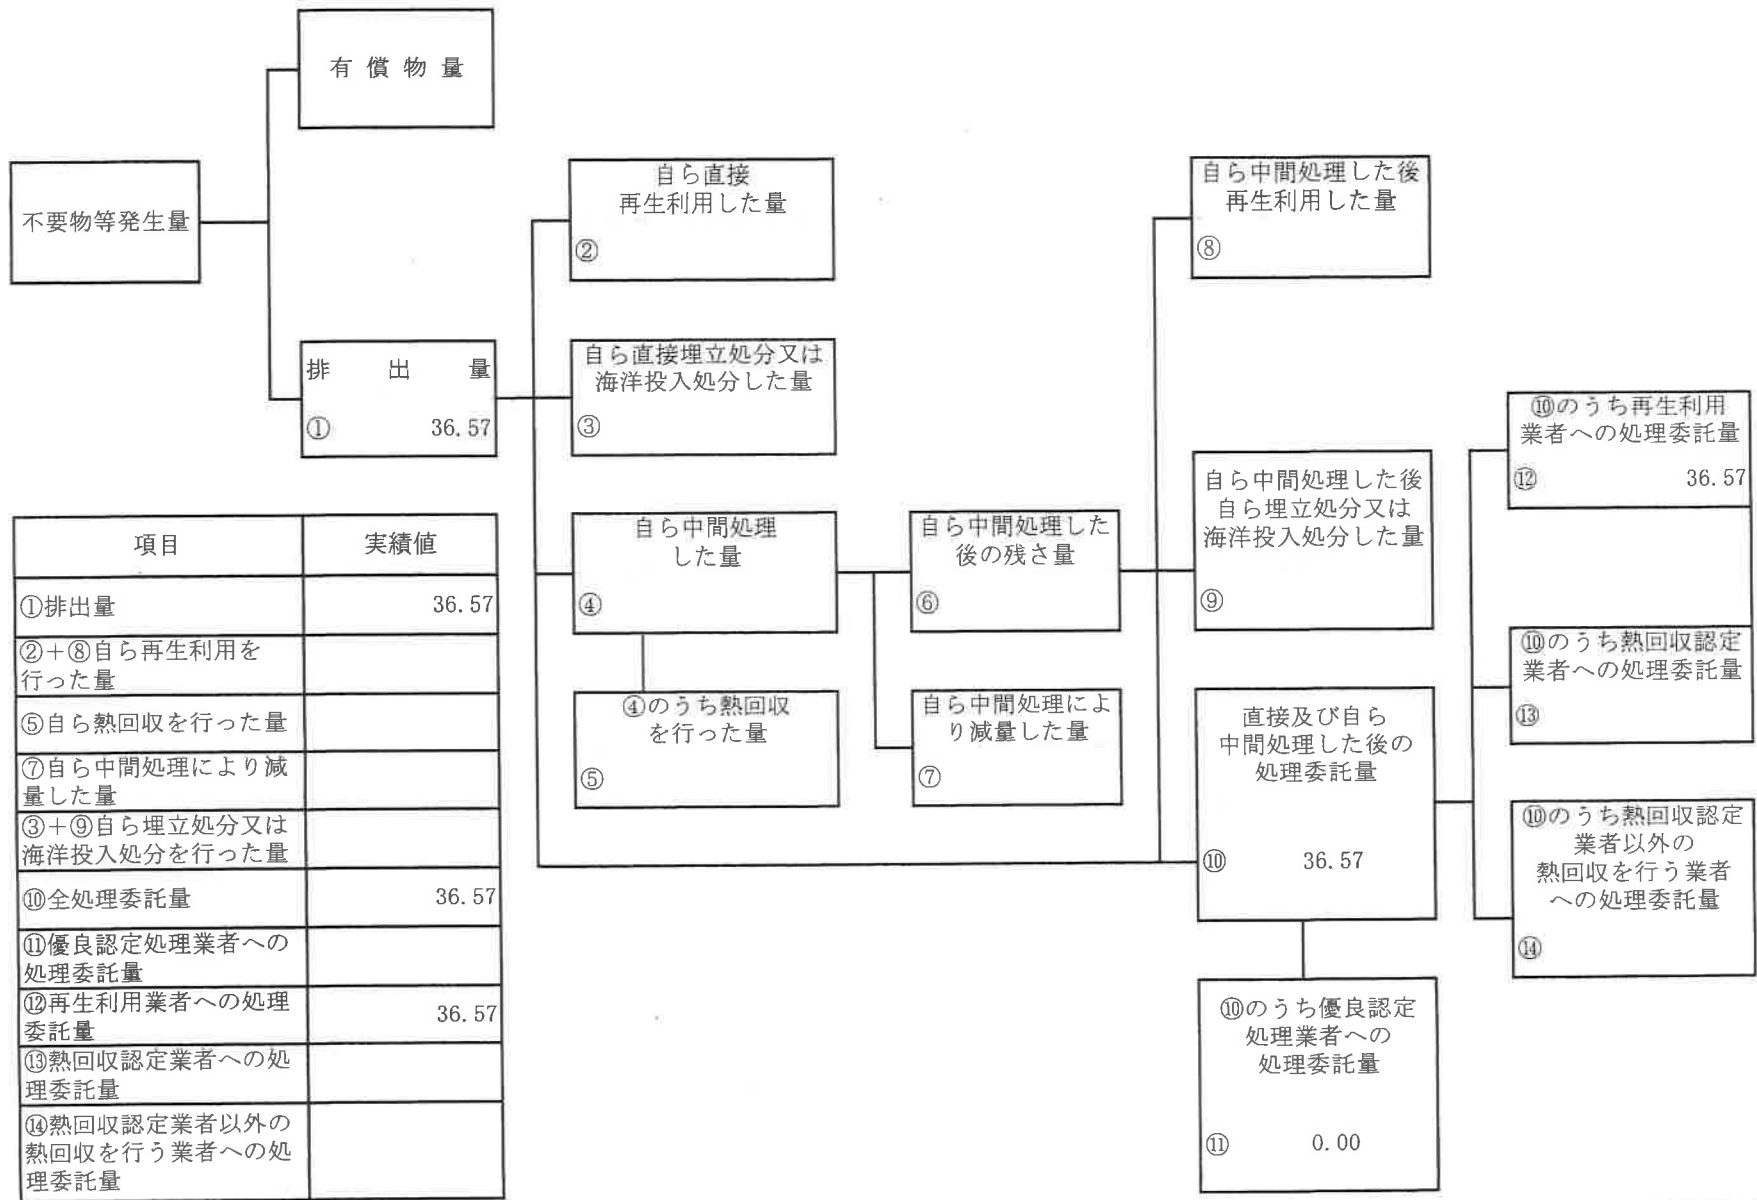 有償物量
不要物等発生量
排出量
① 36.57
自ら直接
再生利用した量
②
自ら直接埋立処分又は
海洋投入処分した量
③
自ら中間処理
した量
④
④のうち熱回収
を行った量
⑤
自ら中間処理した
後の残さ量
⑥
自ら中間処理によ
り減量した量
⑦
自ら中間処理した後
再生利用した量
⑧
自ら中間処理した後
自ら埋立処分又は
海洋投入処分した量
⑨
直接及び自ら
中間処理した後の
処理委託量
⑩ 36.57
⑩のうち優良認定
処理業者への
処理委託量
⑪ 0.00
⑩のうち再生利用
業者への処理委託量
⑫ 36.57
⑩のうち熱回収認定
業者への処理委託量
⑬
⑩のうち熱回収認定
業者以外の
熱回収を行う業者
への処理委託量
⑭
項目 実績値
①排出量 36.57
②+⑧自ら再生利用を
行った量
⑤自ら熱回収を行った量
⑦自ら中間処理により減
量した量
③+⑨自ら埋立処分又は
海洋投入処分を行った量
⑩全処理委託量 36.57
⑪優良認定処理業者への
処理委託量
⑫再生利用業者への処理
委託量 36.57
⑬熱回収認定業者への処
理委託量
⑭熱回収認定業者以外の
熱回収を行う業者への処
理委託量